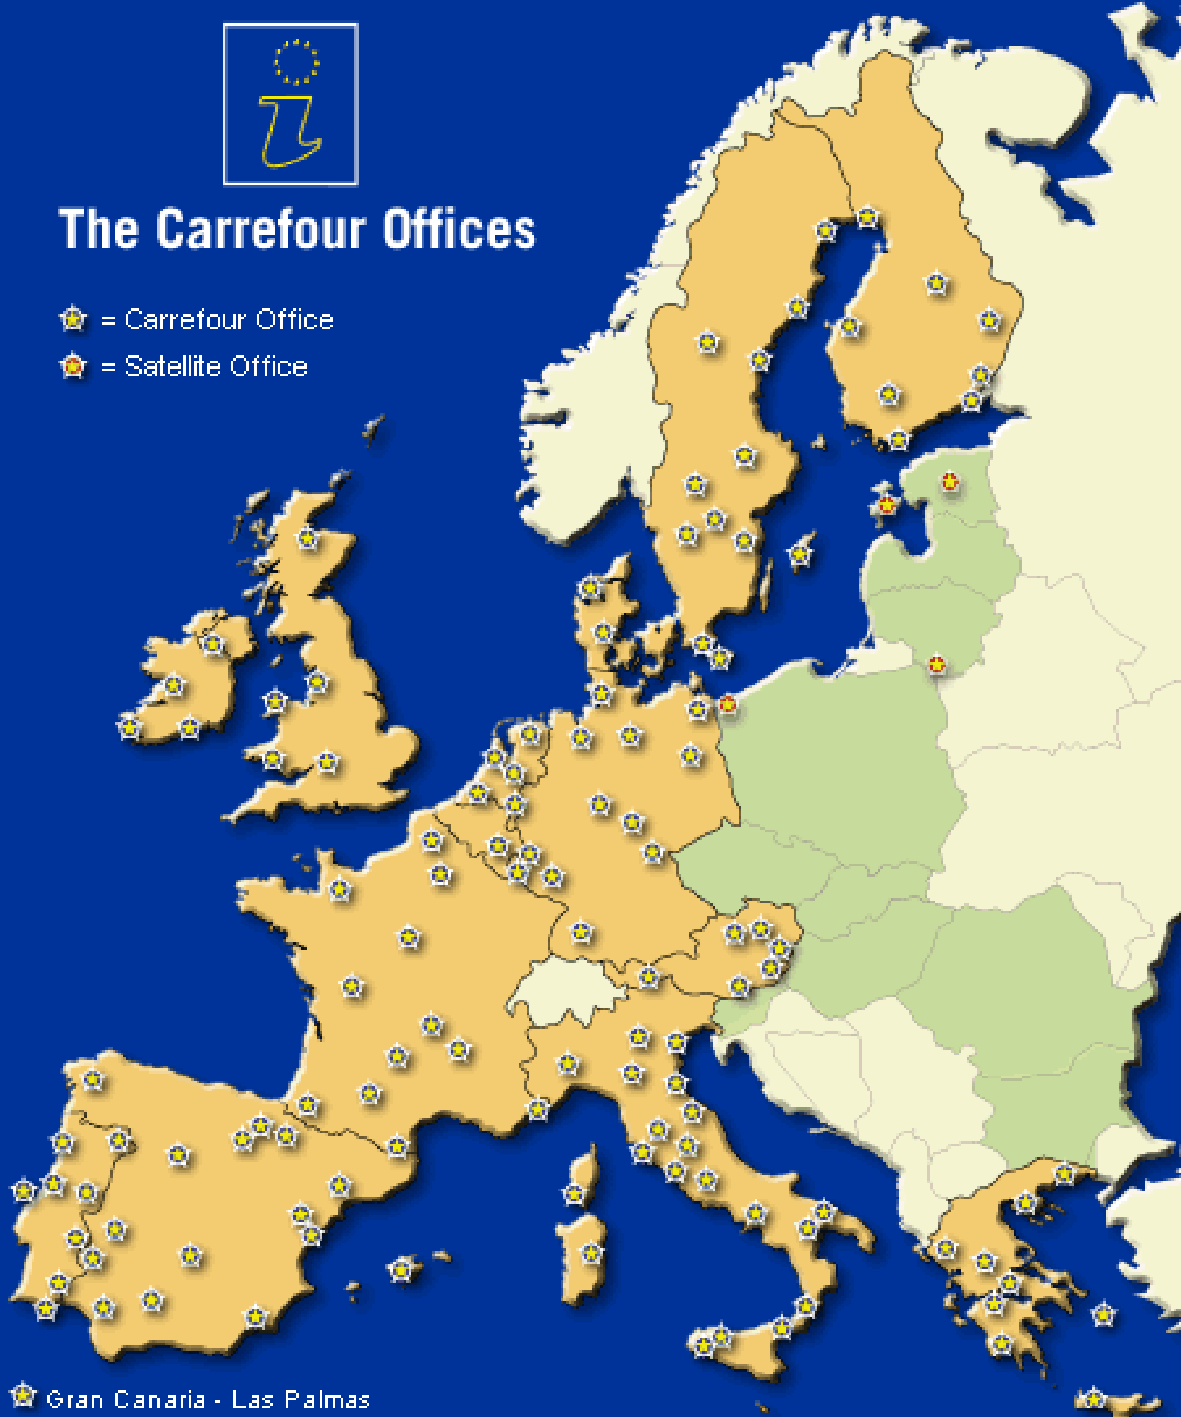 i
The Carrefour Offices
= Carrefour Office
= Satellite Office
Gran Canaria - Las Palmas